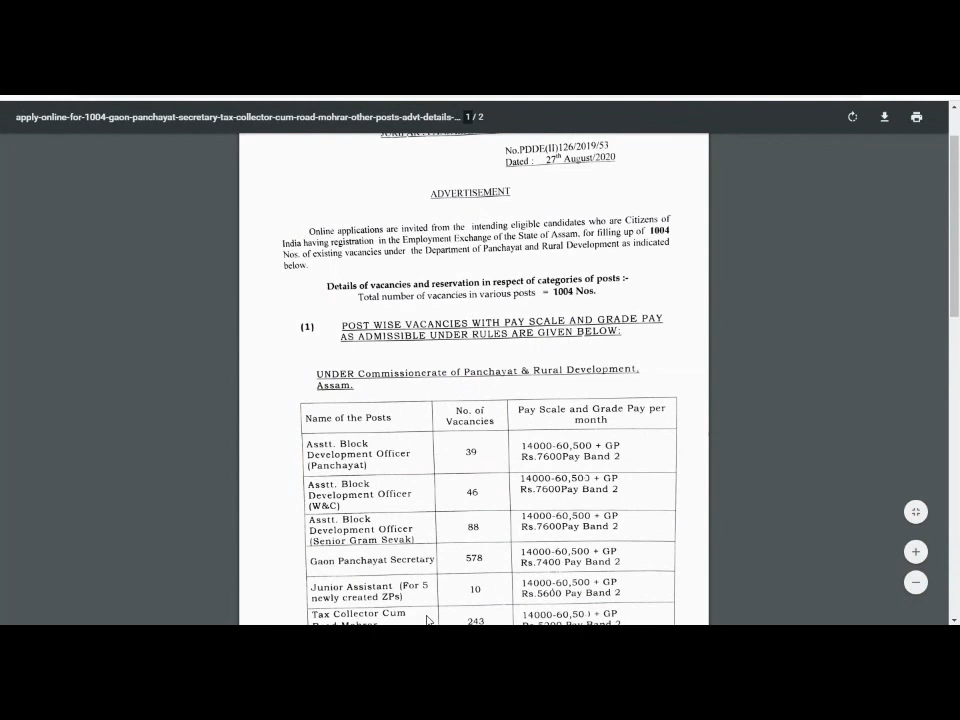 apply-online-for-1004-gaon-panchayat-secretary-tax-collector-cum-road-mohrar-other-posts-advt-details-... 1 / 2
No.PDDE(II)126/2019/53
Dated : 27th August/2020
ADVERTISEMENT
Online applications are invited from the intending eligible candidates who are Citizens of
India having registration in the Employment Exchange of the State of Assam, for filling up of 1004
Nos. of existing vacancies under the Department of Panchayat and Rural Development as indicated
below.
Details of vacancies and reservation in respect of categories of posts :-
Total number of vacancies in various posts = 1004 Nos.
(1) POST WISE VACANCIES WITH PAY SCALE AND GRADE PAY
AS ADMISSIBLE UNDER RULES ARE GIVEN BELOW:
UNDER Commissionerate of Panchayat & Rural Development,
Assam.
Name of the Posts No. of Vacancies Pay Scale and Grade Pay per month
Asstt. Block 14000-60,500 + GP
Development Officer 39 Rs.7600Pay Band 2
(Panchayat)
Asstt. Block 14000-60,500 + GP
Development Officer 46 Rs.7600Pay Band 2
(W&C)
Asstt. Block 14000-60,500 + GP
Development Officer 88 Rs.7600Pay Band 2
(Senior Gram Sevak)
Gaon Panchayat Secretary 578 14000-60,500 + GP
Rs.7400 Pay Band 2
Junior Assistant (For 5 10 14000-60,500 + GP
newly created ZPs) Rs.5600 Pay Band 2
Tax Collector Cum 243 14000-60,500 + GP
Road Mohrar Pay Band 2